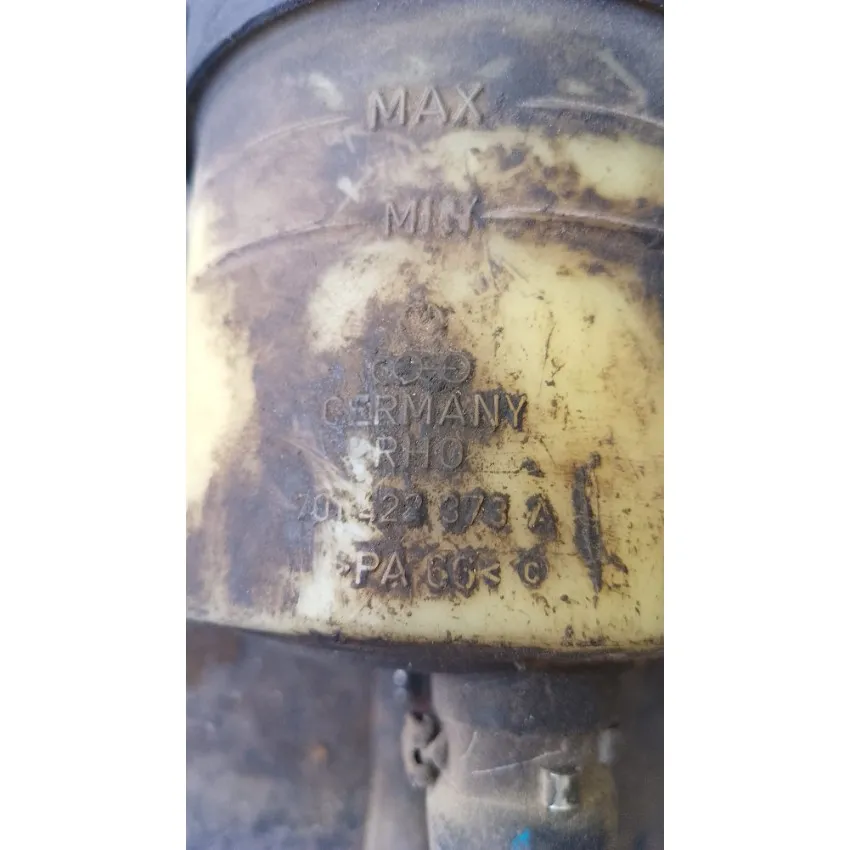 MAX
MIN
GERMANY
RHO
701 422 373 A
>PA 66< ©